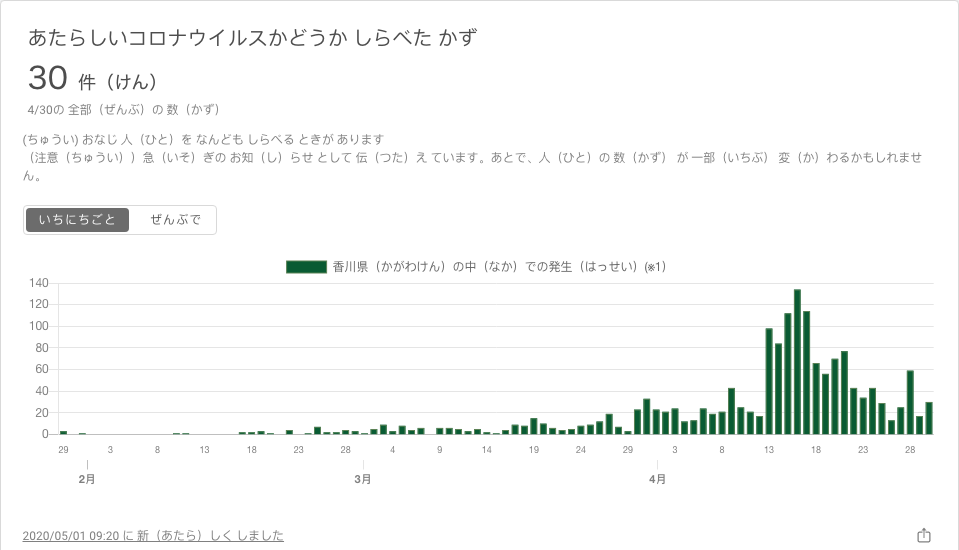 あたらしいコロナウイルスかどうか しらべた かず
30 件（けん）
4/30の 全部（ぜんぶ）の 数（かず）
(ちゅうい) おなじ 人（ひと）を なんども しらべる ときが あります
（注意（ちゅうい））急（いそ）ぎの お知（し）らせ として 伝（つた）え ています。あとで、人（ひと）の 数（かず） が 一部（いちぶ） 変（か）わるかもしれませ
ん。
いちにちごと ぜんぶで
香川県（かがわけん）の中（なか）での発生（はっせい）(※1)
140
120
100
80
60
40
20
0
29 3 8 13 18 23 28 4 9 14 19 24 29 3 8 13 18 23 28
2月 3月 4月
2020/05/01 09:20 に 新（あたら）しく しました